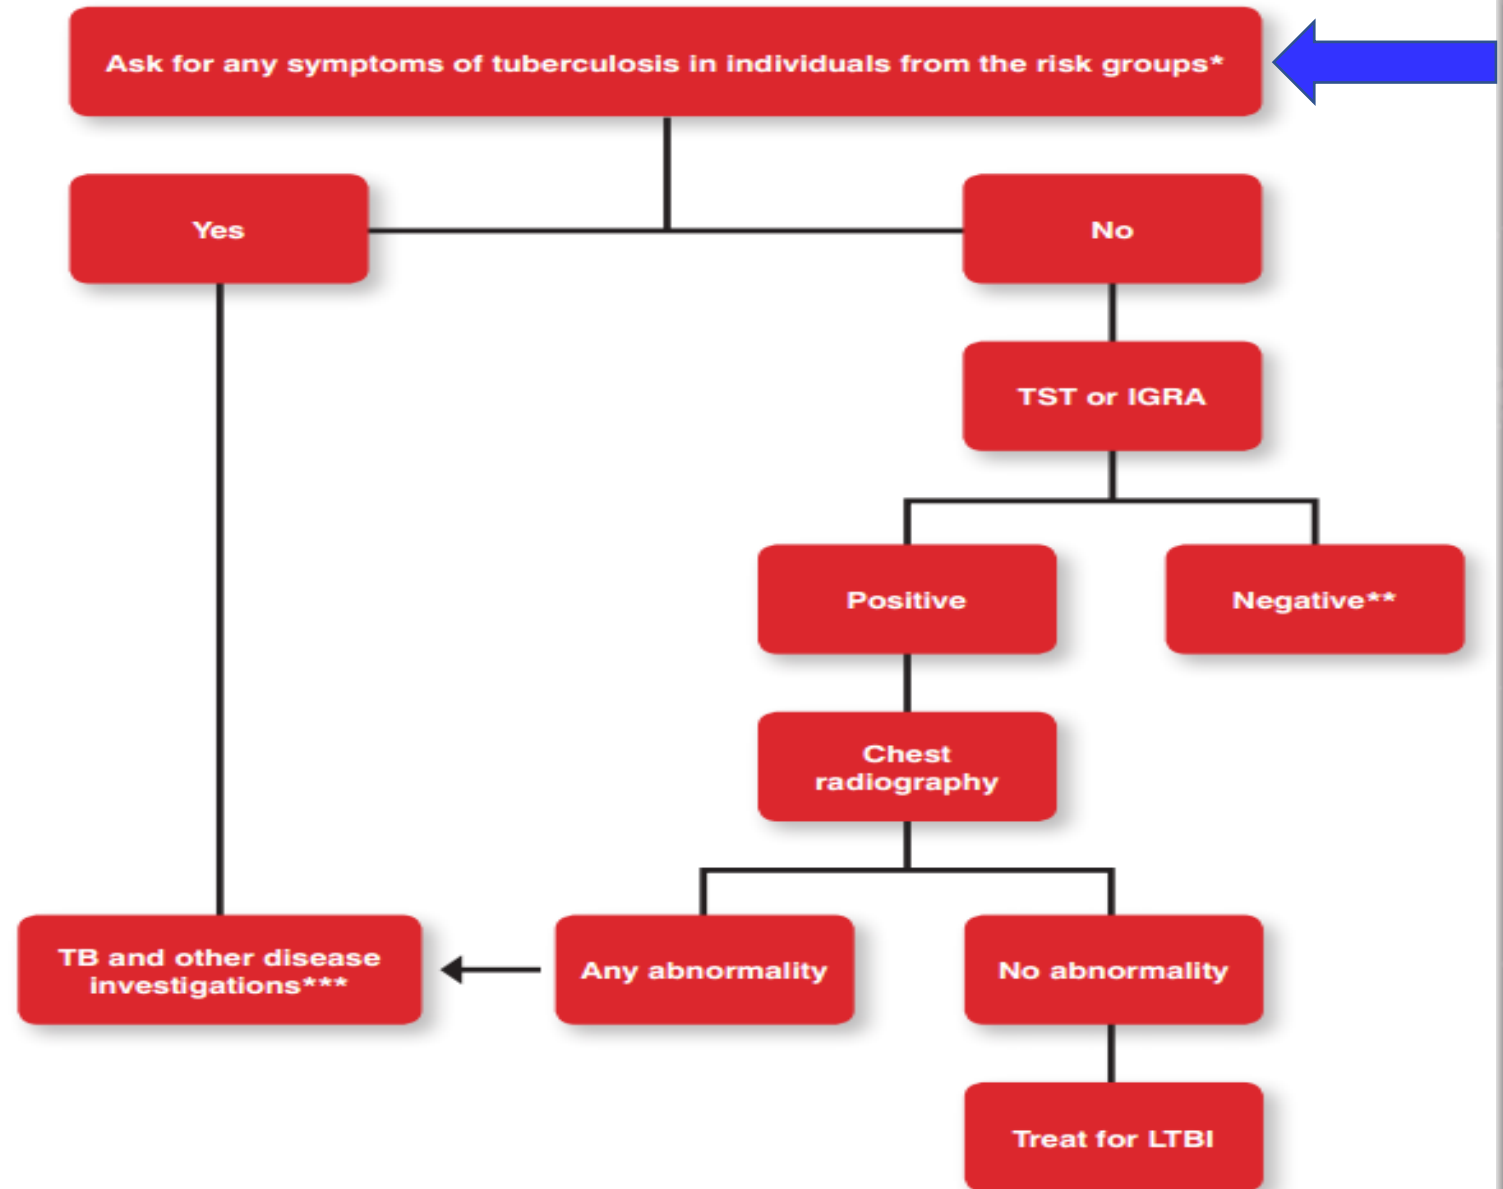 Ask for any symptoms of tuberculosis in individuals from the risk groups*
Yes
No
TST or IGRA
Positive
Negative**
Chest
radiography
TB and other disease
investigations***
Any abnormality
No abnormality
Treat for LTBI